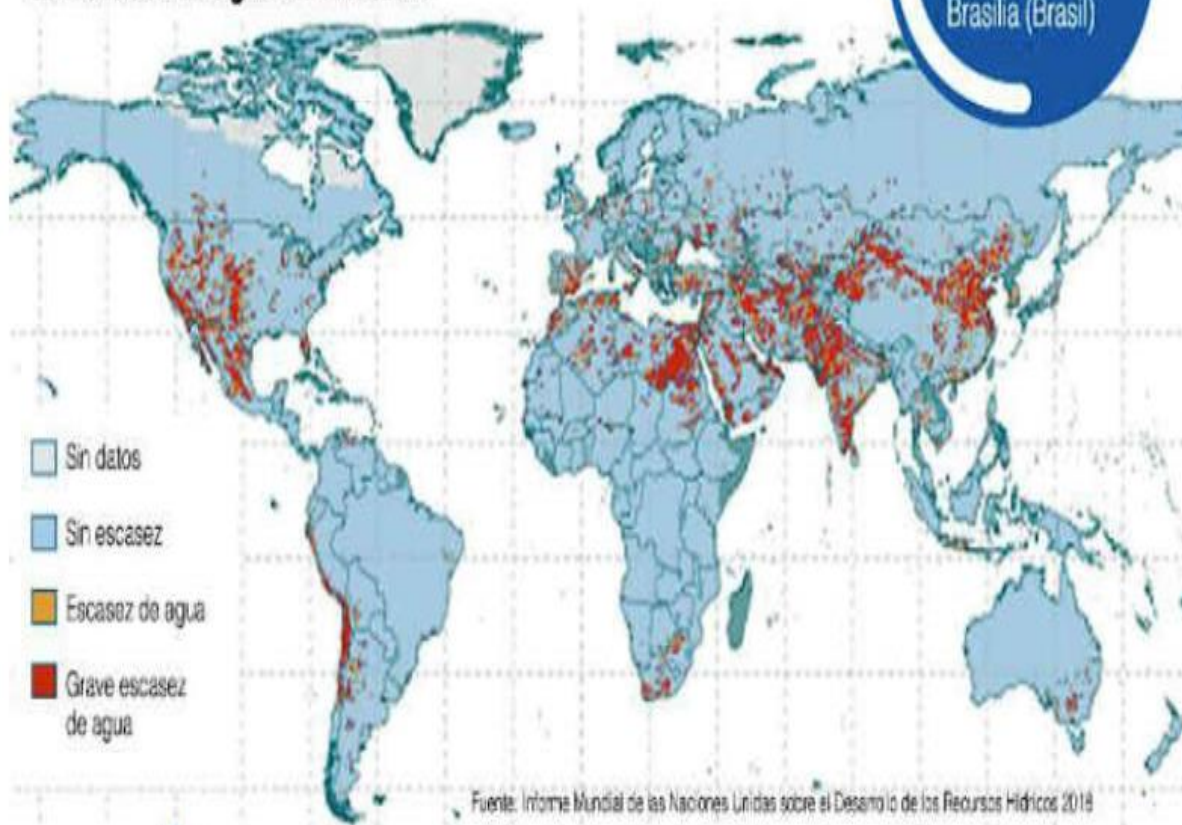 Brasilia (Brasil)
Sin datos
Sin escasez
Escasez de agua
Grave escasez
de agua
Fuente: Informe Mundial de las Naciones Unidas sobre el Desarrollo de los Recursos Hídricos 2018